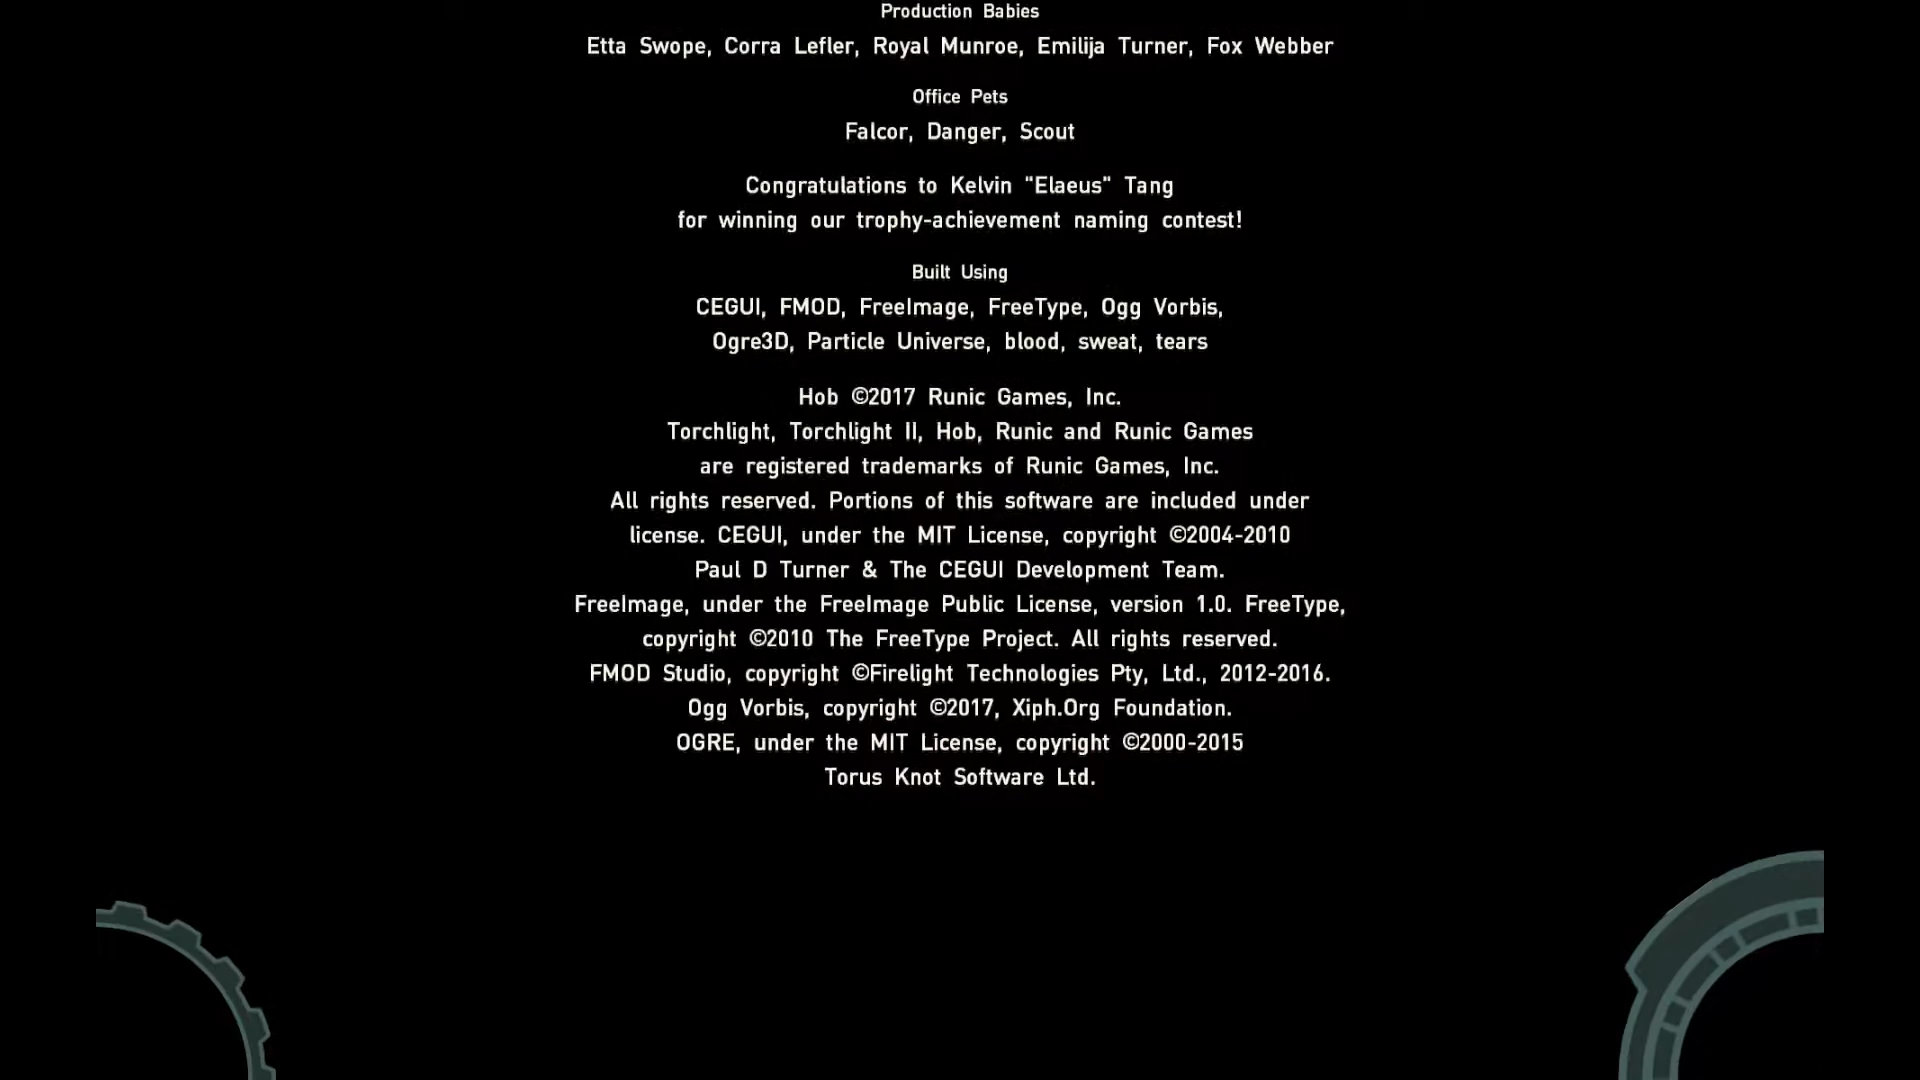 Production Babies
Etta Swope, Corra Lefler, Royal Munroe, Emilija Turner, Fox Webber
Office Pets
Falcor, Danger, Scout
Congratulations to Kelvin "Elaeus" Tang
for winning our trophy-achievement naming contest!
Built Using
CEGUI, FMOD, FreeImage, FreeType, Ogg Vorbis,
Ogre3D, Particle Universe, blood, sweat, tears
Hob ©2017 Runic Games, Inc.
Torchlight, Torchlight II, Hob, Runic and Runic Games
are registered trademarks of Runic Games, Inc.
All rights reserved. Portions of this software are included under
license. CEGUI, under the MIT License, copyright ©2004-2010
Paul D Turner & The CEGUI Development Team.
FreeImage, under the FreeImage Public License, version 1.0. FreeType,
copyright ©2010 The FreeType Project. All rights reserved.
FMOD Studio, copyright ©Firelight Technologies Pty, Ltd., 2012-2016.
Ogg Vorbis, copyright ©2017, Xiph.Org Foundation.
OGRE, under the MIT License, copyright ©2000-2015
Torus Knot Software Ltd.